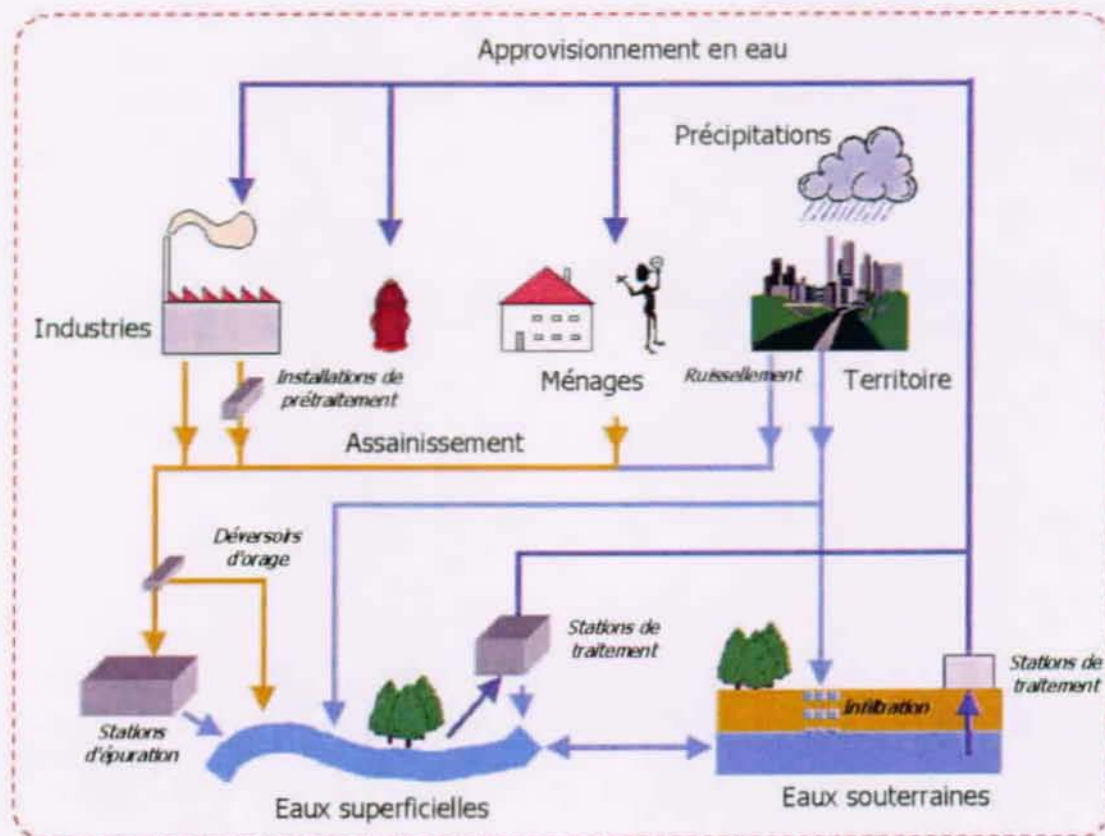 Approvisionnement en eau
Précipitations
Industries
Installations de
prétraitement
Ménages
Ruissellement
Territoire
Assainissement
Déversoirs
d'orage
Stations de
traitement
Stations de
traitement
Infiltration
Stations
d'épuration
Eaux superficielles
Eaux souterraines